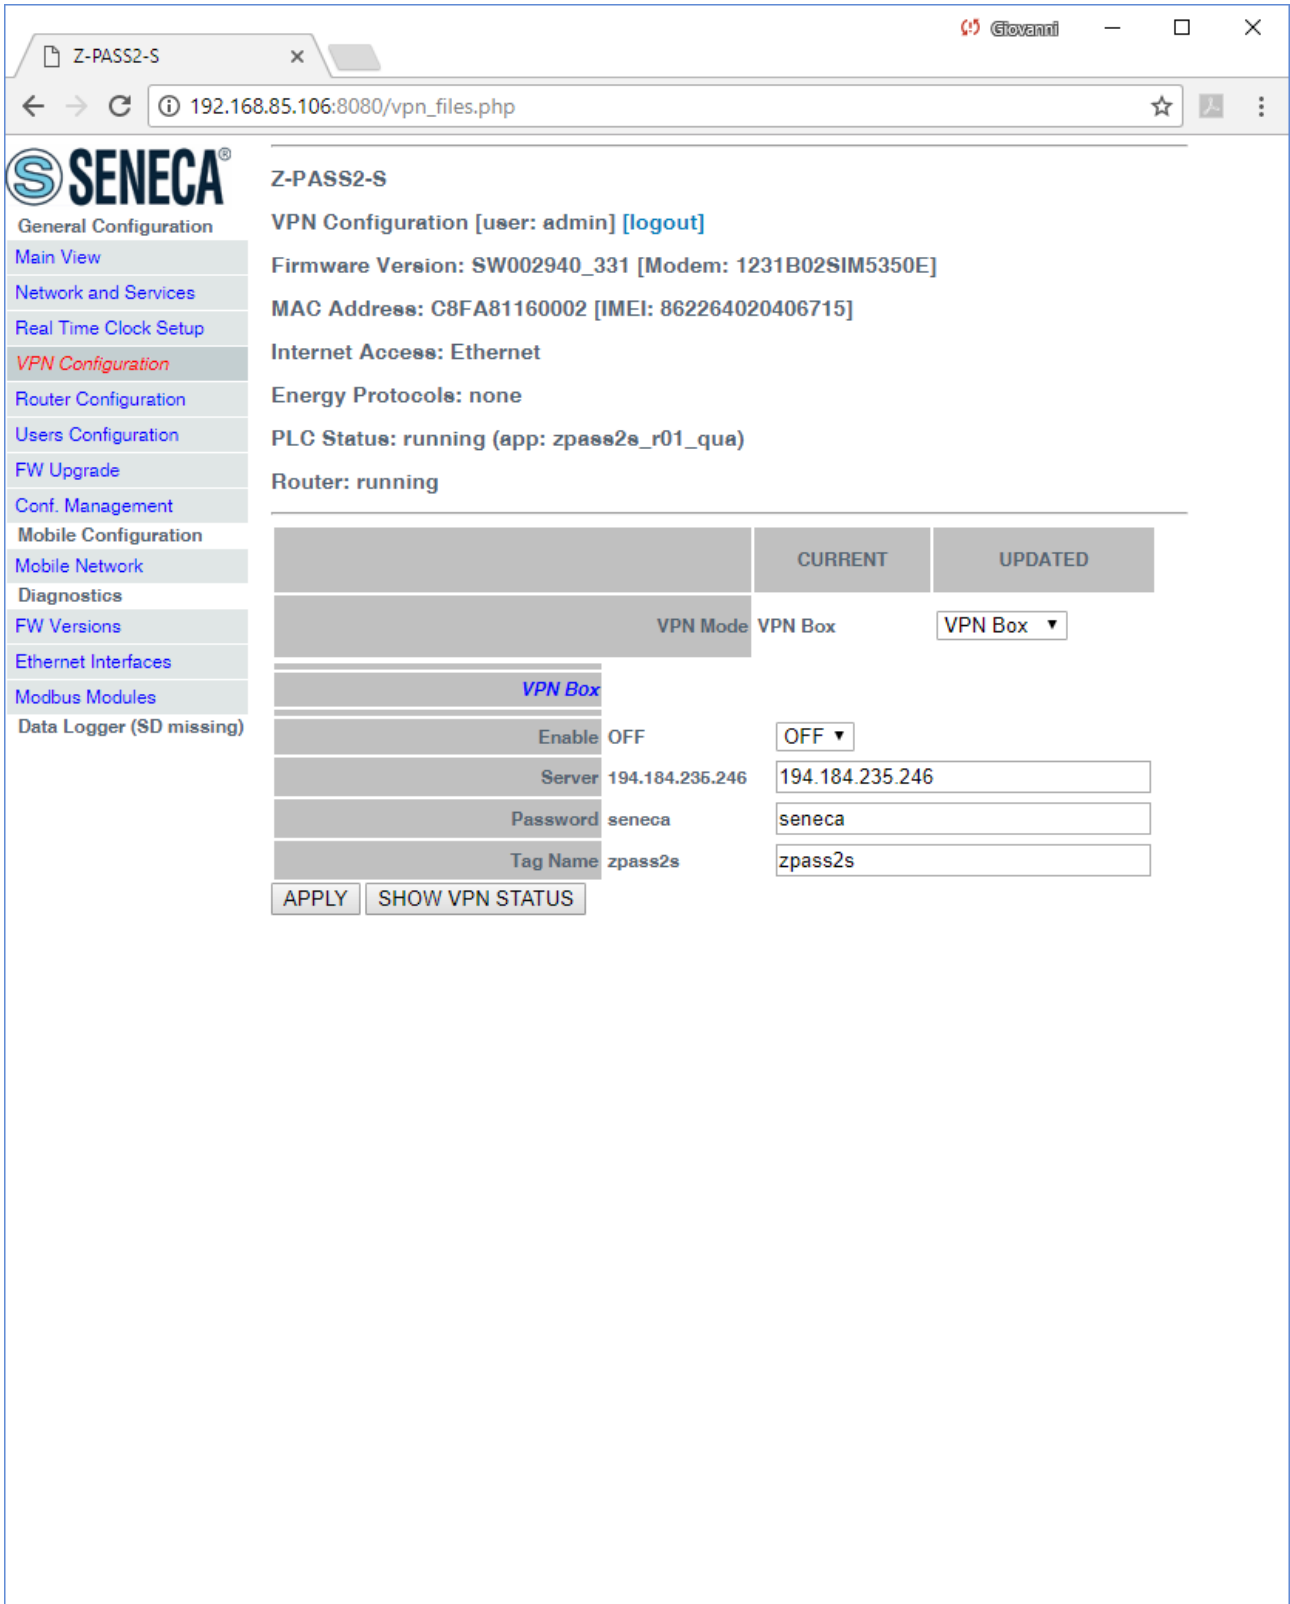 Giovanni
Z-PASS2-S
192.168.85.106:8080/vpn_files.php
SENECA®
General Configuration
Main View
Network and Services
Real Time Clock Setup
VPN Configuration
Router Configuration
Users Configuration
FW Upgrade
Conf. Management
Mobile Configuration
Mobile Network
Diagnostics
FW Versions
Ethernet Interfaces
Modbus Modules
Data Logger (SD missing)
Z-PASS2-S
VPN Configuration [user: admin] [logout]
Firmware Version: SW002940_331 [Modem: 1231B02SIM5350E]
MAC Address: C8FA81160002 [IMEI: 862264020406715]
Internet Access: Ethernet
Energy Protocols: none
PLC Status: running (app: zpass2s_r01_qua)
Router: running
CURRENT UPDATED
VPN Mode VPN Box VPN Box
VPN Box
Enable OFF OFF
Server 194.184.235.246 194.184.235.246
Password seneca seneca
Tag Name zpass2s zpass2s
APPLY SHOW VPN STATUS